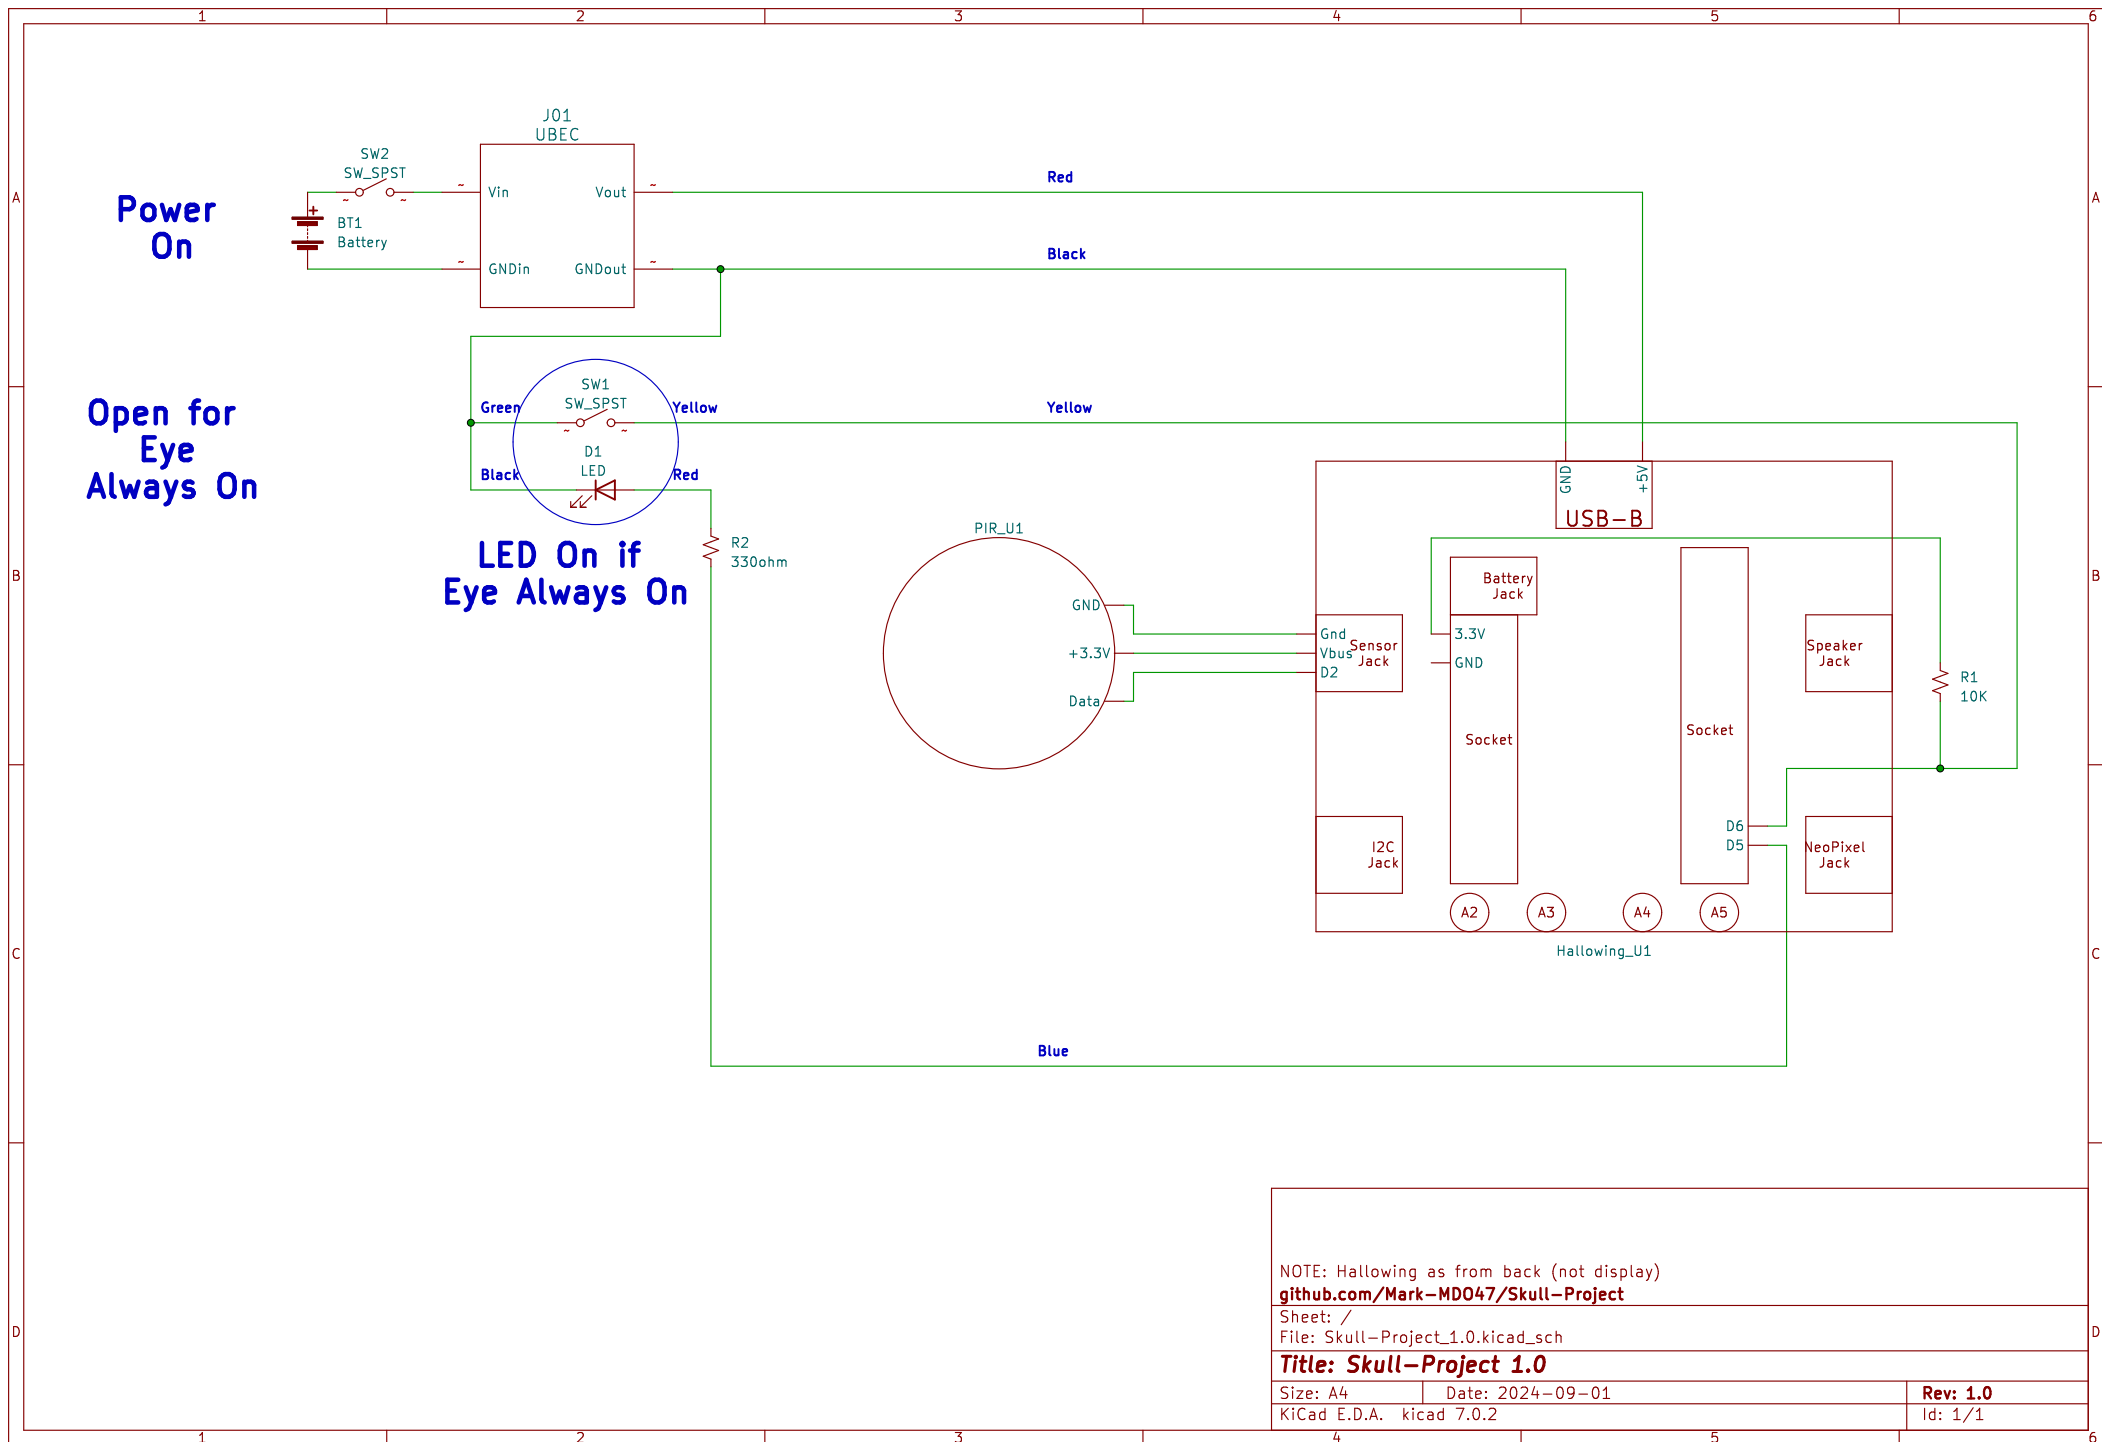 1 2 3 4 5 6
A
A
B
B
C
C
D
D
1 2 3 4 5 6
J01
UBEC
SW2
SW_SPST
~
~
+
BT1
Battery
~
Vin
Vout
~
~
GNDin
GNDout
~
Power
On
Red
Black
Open for
Eye
Always On
SW1
SW_SPST
Green
Yellow
~
~
Yellow
D1
LED
Black
Red
LED On if
Eye Always On
R2
330ohm
PIR_U1
GND
+3.3V
Data
GND
+5V
USB-B
Battery
Jack
Gnd
Vbus
D2
Sensor
Jack
3.3V
GND
Socket
Socket
Speaker
Jack
R1
10K
D6
D5
I2C
Jack
NeoPixel
Jack
A2
A3
A4
A5
Hallowing_U1
Blue
NOTE: Hallowing as from back (not display)
github.com/Mark-MDO47/Skull-Project
Sheet: /
File: Skull-Project_1.0.kicad_sch
Title: Skull-Project 1.0
Size: A4 Date: 2024-09-01 Rev: 1.0
KiCad E.D.A. kicad 7.0.2 Id: 1/1